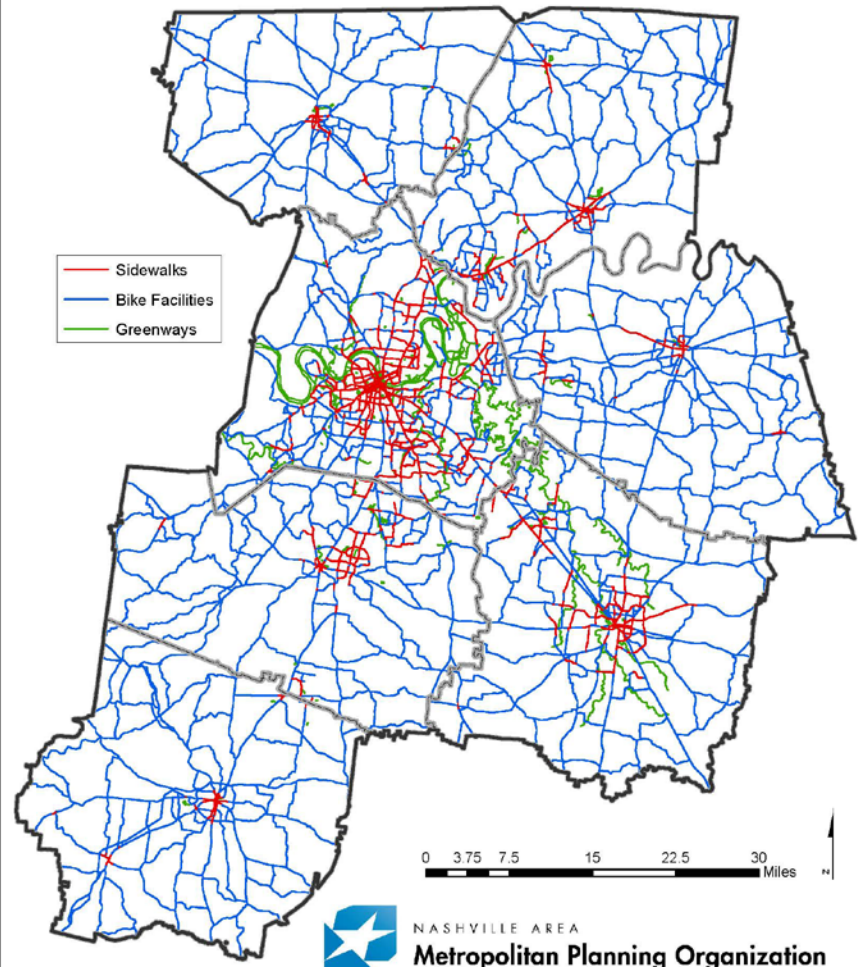 Sidewalks
Bike Facilities
Greenways
0 3.75 7.5 15 22.5 30
Miles
N
NASHVILLE AREA
Metropolitan Planning Organization